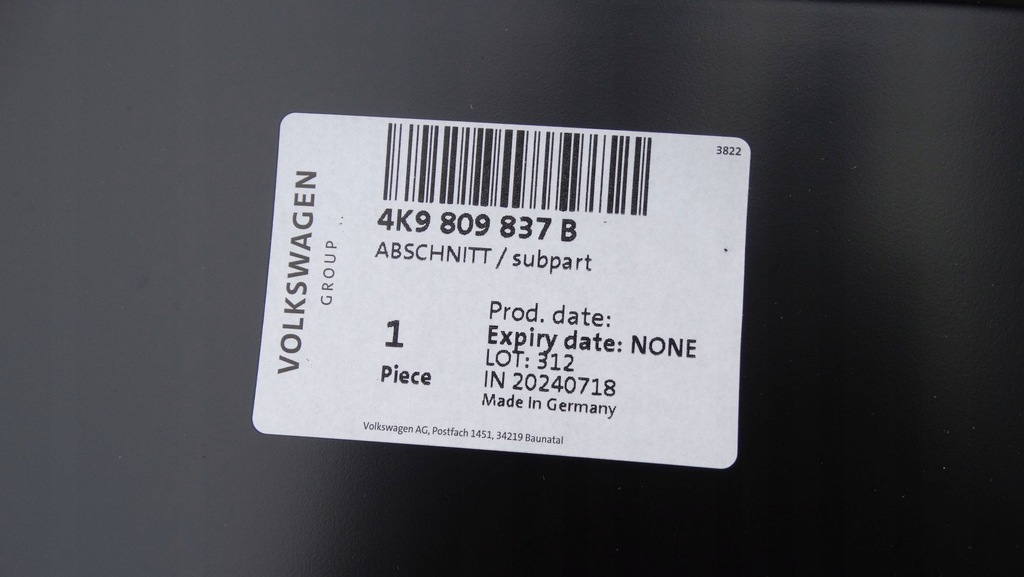 3822
VOLKSWAGEN
GROUP
4K9 809 837 B
ABSCHNITT / subpart
1
Piece
Prod. date:
Expiry date: NONE
LOT: 312
IN 20240718
Made In Germany
Volkswagen AG, Postfach 1451, 34219 Baunatal